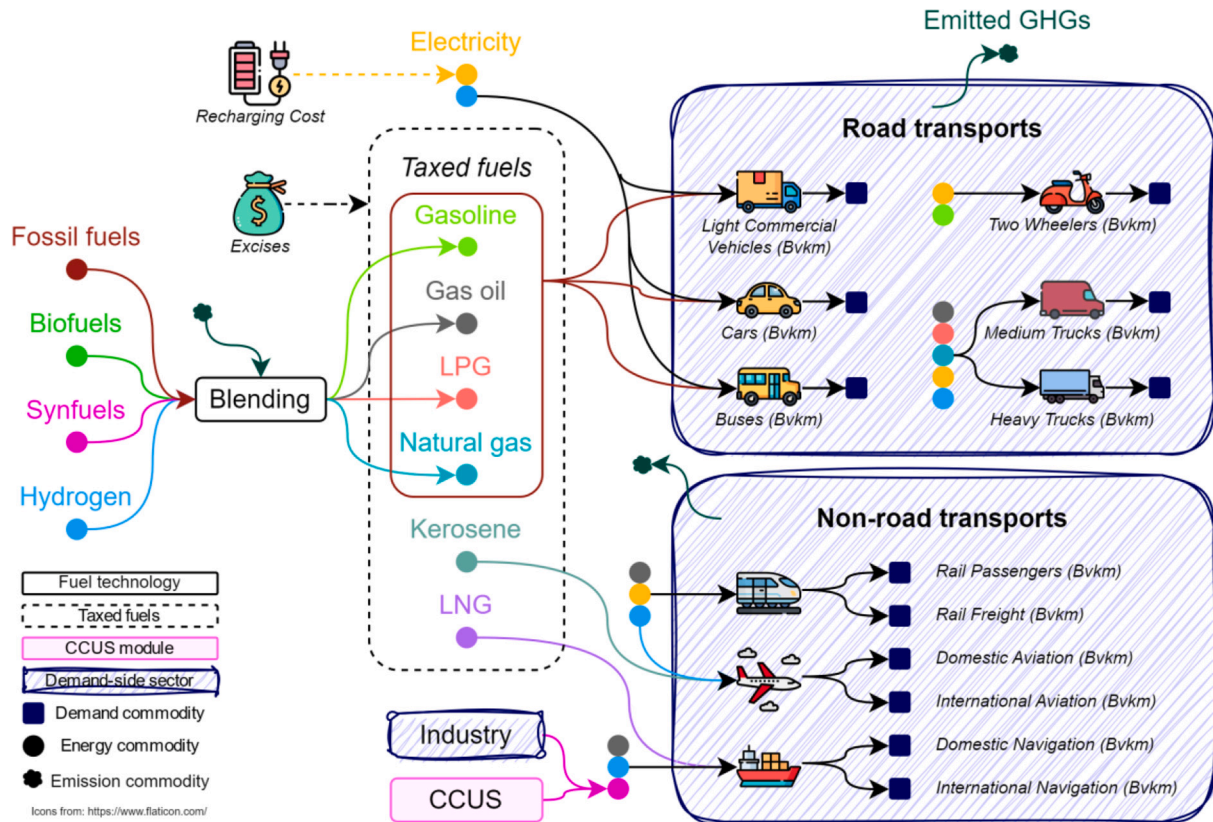 Emitted GHGs
Electricity
Recharging Cost
Road transports
Taxed fuels
Excises
Gasoline
Light Commercial
Vehicles (Bvkm)
Two Wheelers (Bvkm)
Fossil fuels
Gas oil
Biofuels
Cars (Bvkm)
Medium Trucks (Bvkm)
LPG
Synfuels
Blending
Buses (Bvkm)
Heavy Trucks (Bvkm)
Natural gas
Hydrogen
Non-road transports
Kerosene
Rail Passengers (Bvkm)
Fuel technology
Taxed fuels
LNG
Rail Freight (Bvkm)
CCUS module
Demand-side sector
Domestic Aviation (Bvkm)
International Aviation (Bvkm)
Demand commodity
Industry
Energy commodity
Domestic Navigation (Bvkm)
Emission commodity
CCUS
International Navigation (Bvkm)
Icons from: https://www.flaticon.com/